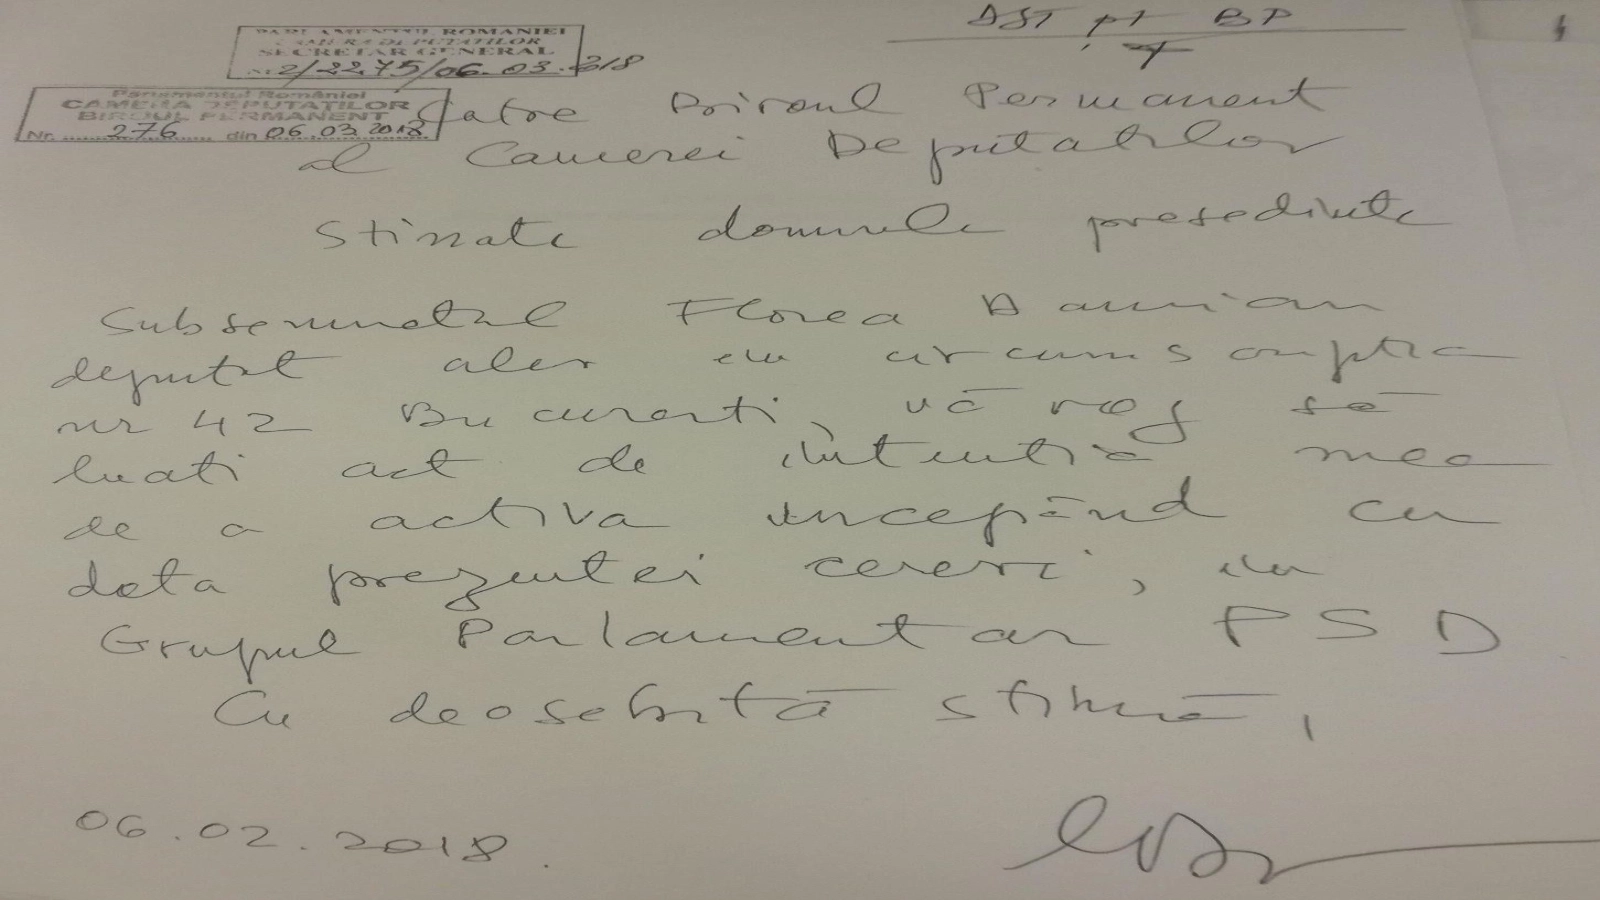 DST pt BP
PARLAMENTUL ROMANIEI
CAMERA DEPUTATILOR
SECRETAR GENERAL
Nr. 2/2275/06.03.2018
Parlamentul României
CAMERA DEPUTATILOR
BIROUL PERMANENT
Nr. 276 din 06.03.2018
Catre Biroul Permanent
al Camerei Deputatilor
Stimate domnule presedinte
Subsemnatul Florea Damian
deputat ales in circumscriptia
nr 42 Bucuresti, vă rog să
luati act de intentia mea
de a activa incepând cu
data prezentei cereri, in
Grupul Parlamentar PSD
Cu deosebită stimă,
06.02.2018.